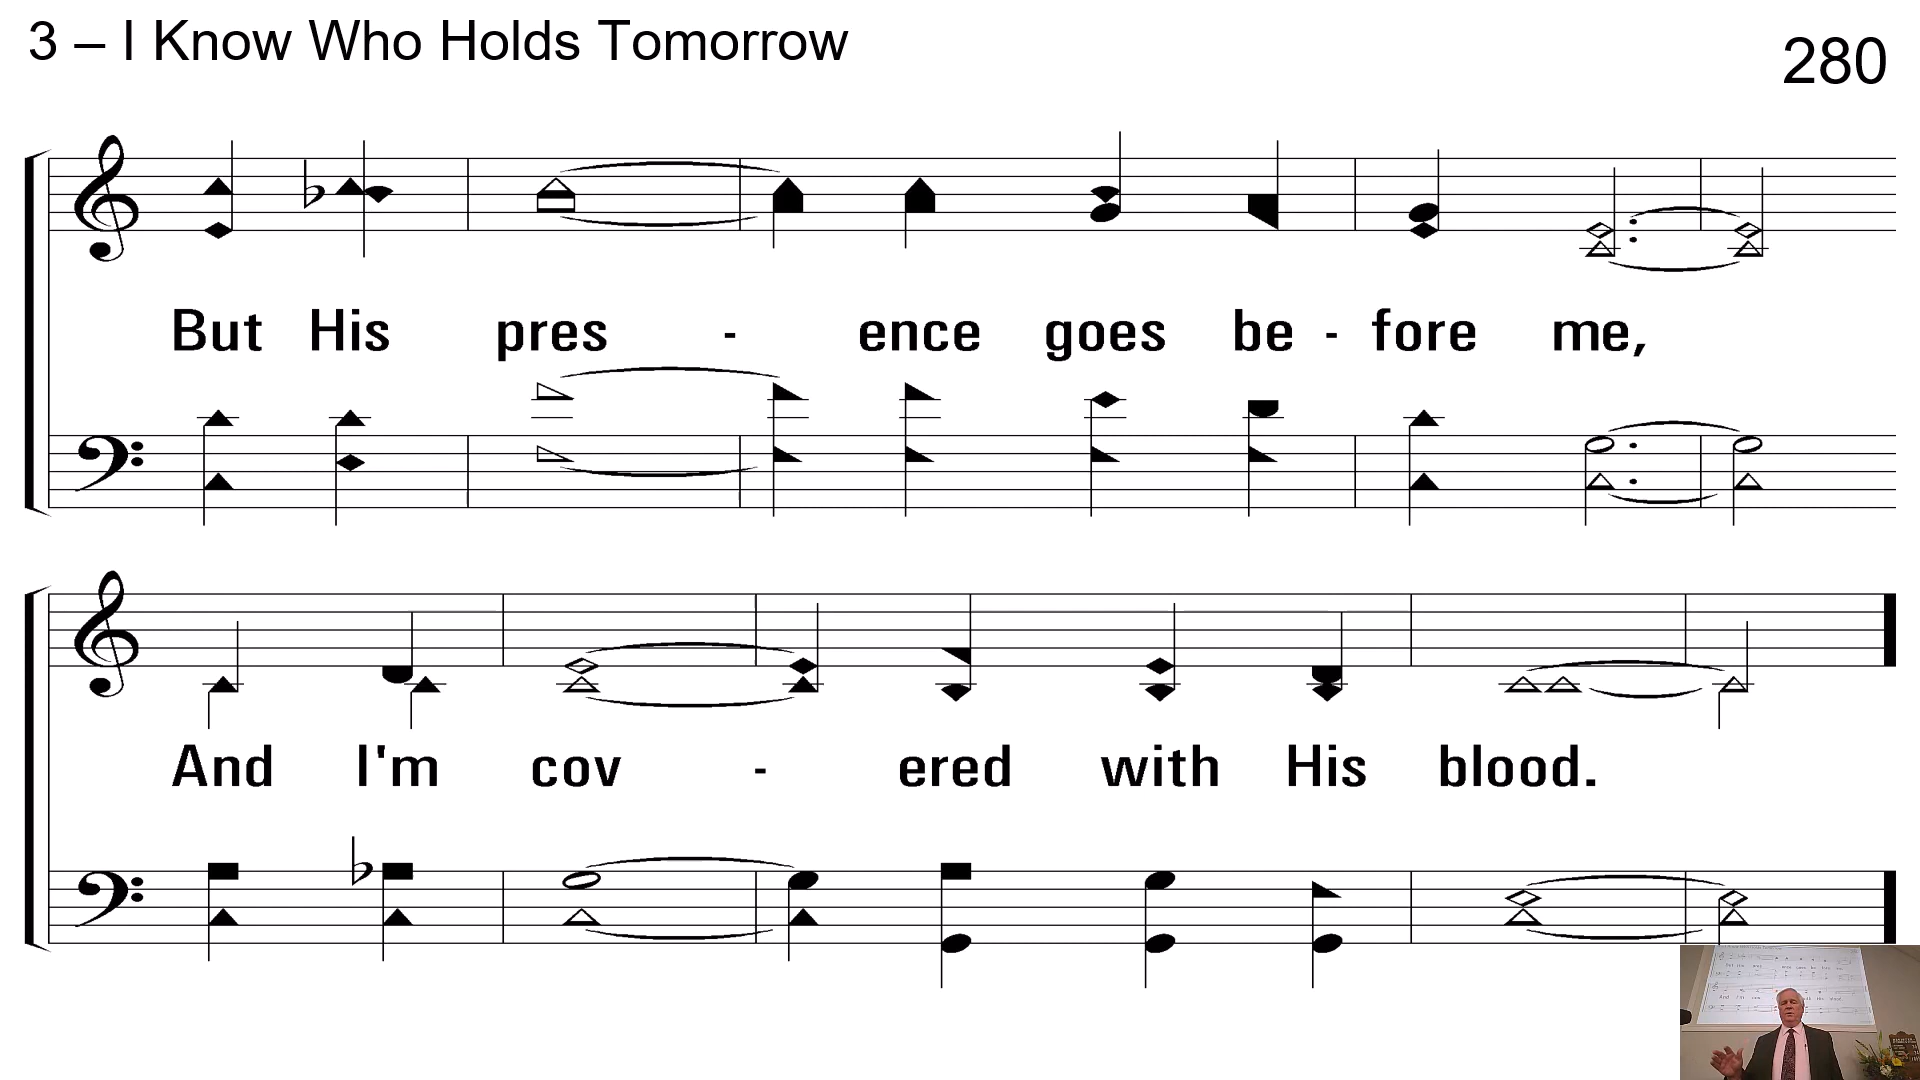 3 – I Know Who Holds Tomorrow
280
But His pres - ence goes be - fore me,
And I'm cov - ered with His blood.